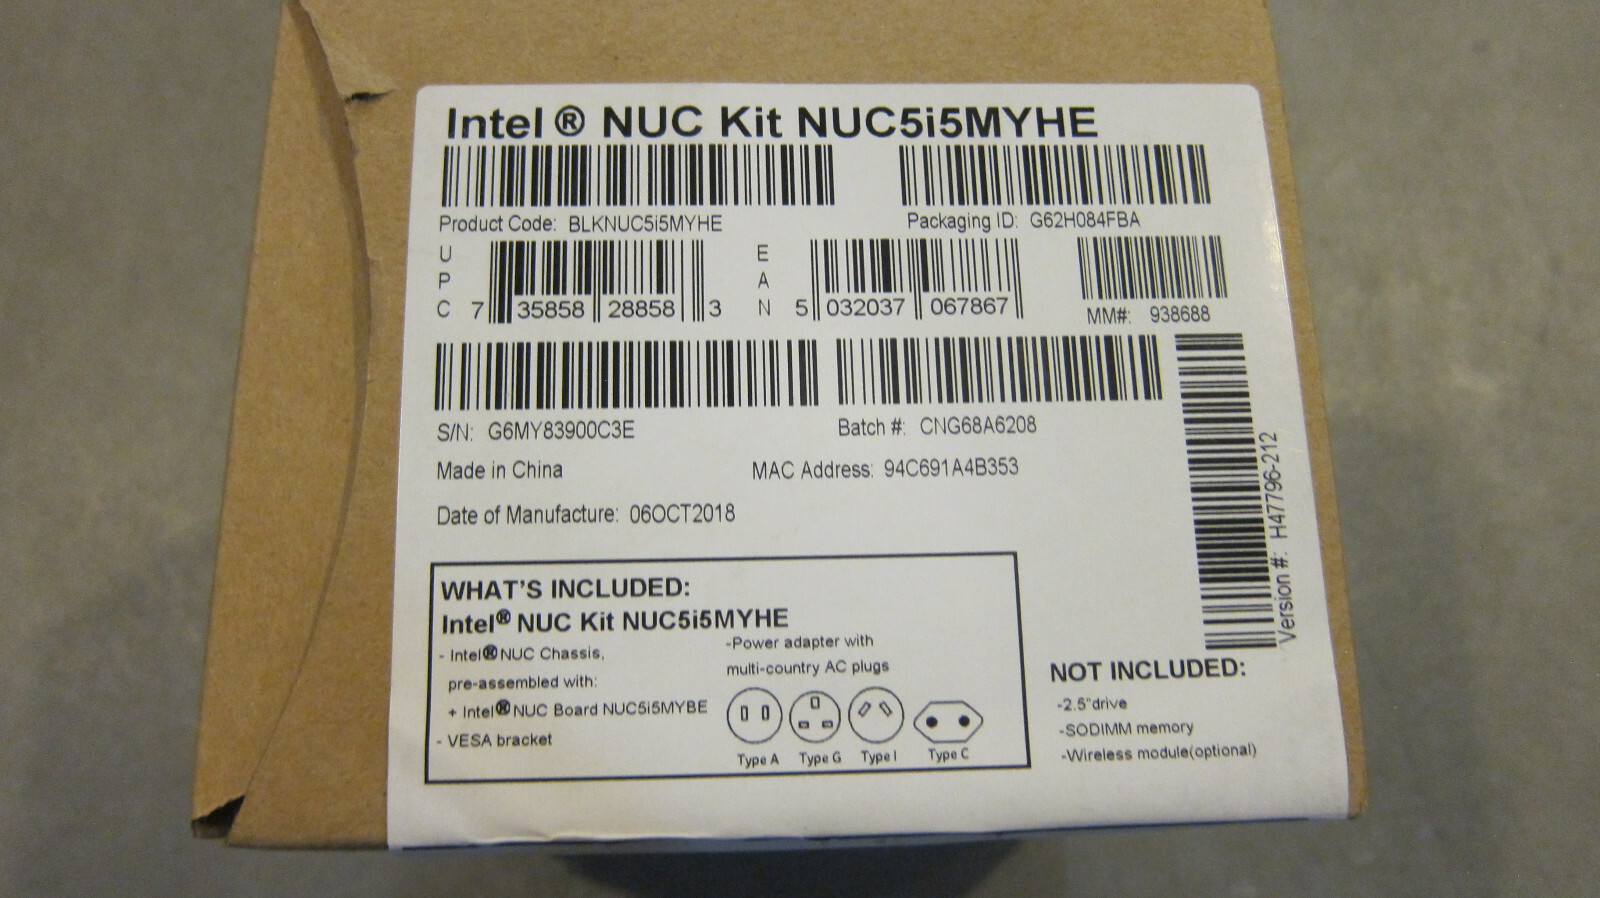 Intel ® NUC Kit NUC5i5MYHE
Product Code: BLKNUC5i5MYHE
Packaging ID: G62H084FBA
UPC 7 35858 28858 3
EAN 5 032037 067867
MM#: 938688
S/N: G6MY83900C3E
Batch #: CNG68A6208
Made in China
MAC Address: 94C691A4B353
Date of Manufacture: 06OCT2018
Version #: H47796-212
WHAT'S INCLUDED:
Intel® NUC Kit NUC5i5MYHE
- Intel® NUC Chassis,
pre-assembled with:
+ Intel® NUC Board NUC5i5MYBE
- VESA bracket
-Power adapter with
multi-country AC plugs
Type A Type G Type I Type C
NOT INCLUDED:
-2.5"drive
-SODIMM memory
-Wireless module(optional)